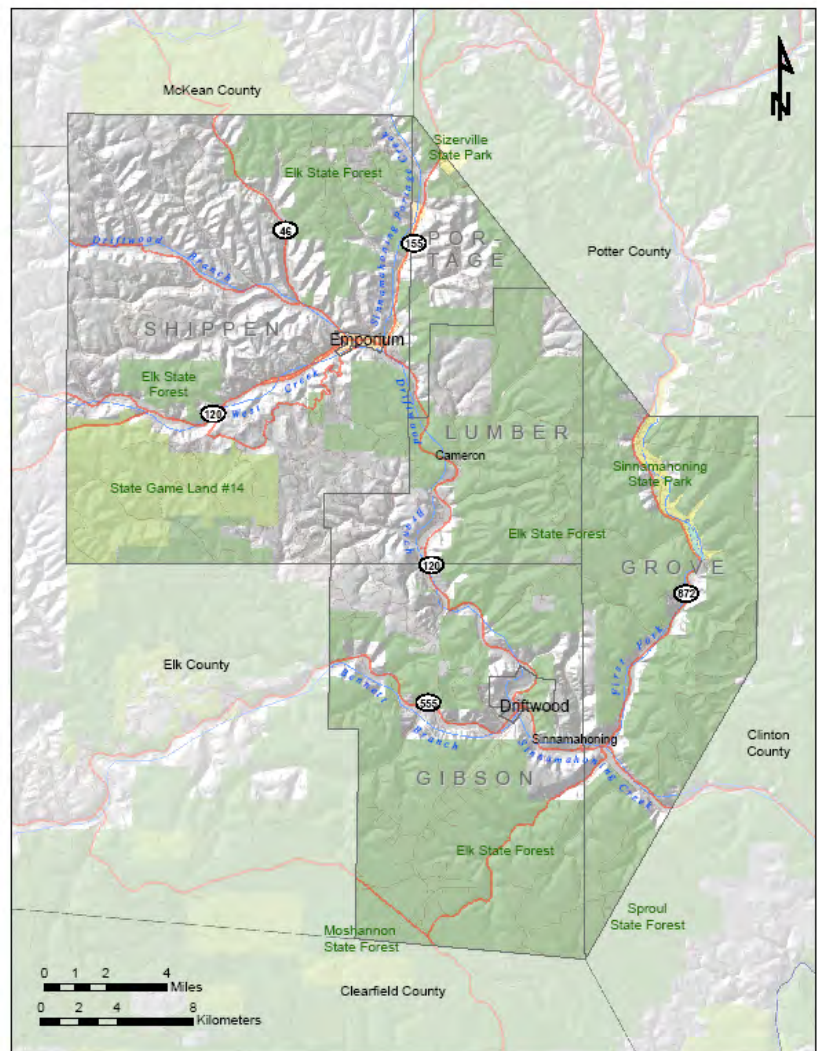 McKean County
N
Sizerville
State Park
Elk State Forest
Sinnamahoning Portage
Creek
46
155
POR-
TAGE
Potter County
Driftwood
Branch
SHIPPEN
Emporium
Elk State
Forest
120
West Creek
Driftwood
LUMBER
Cameron
Sinnamahoning
State Park
State Game Land #14
Branch
Elk State Forest
120
GROVE
872
Elk County
First Fork
Bennett
Branch
555
Driftwood
Sinnamahoning
Clinton
County
Sinnamahoning Creek
GIBSON
Elk State Forest
Sproul
State Forest
Moshannon
State Forest
0 1 2 4
Miles
0 2 4 8
Kilometers
Clearfield County